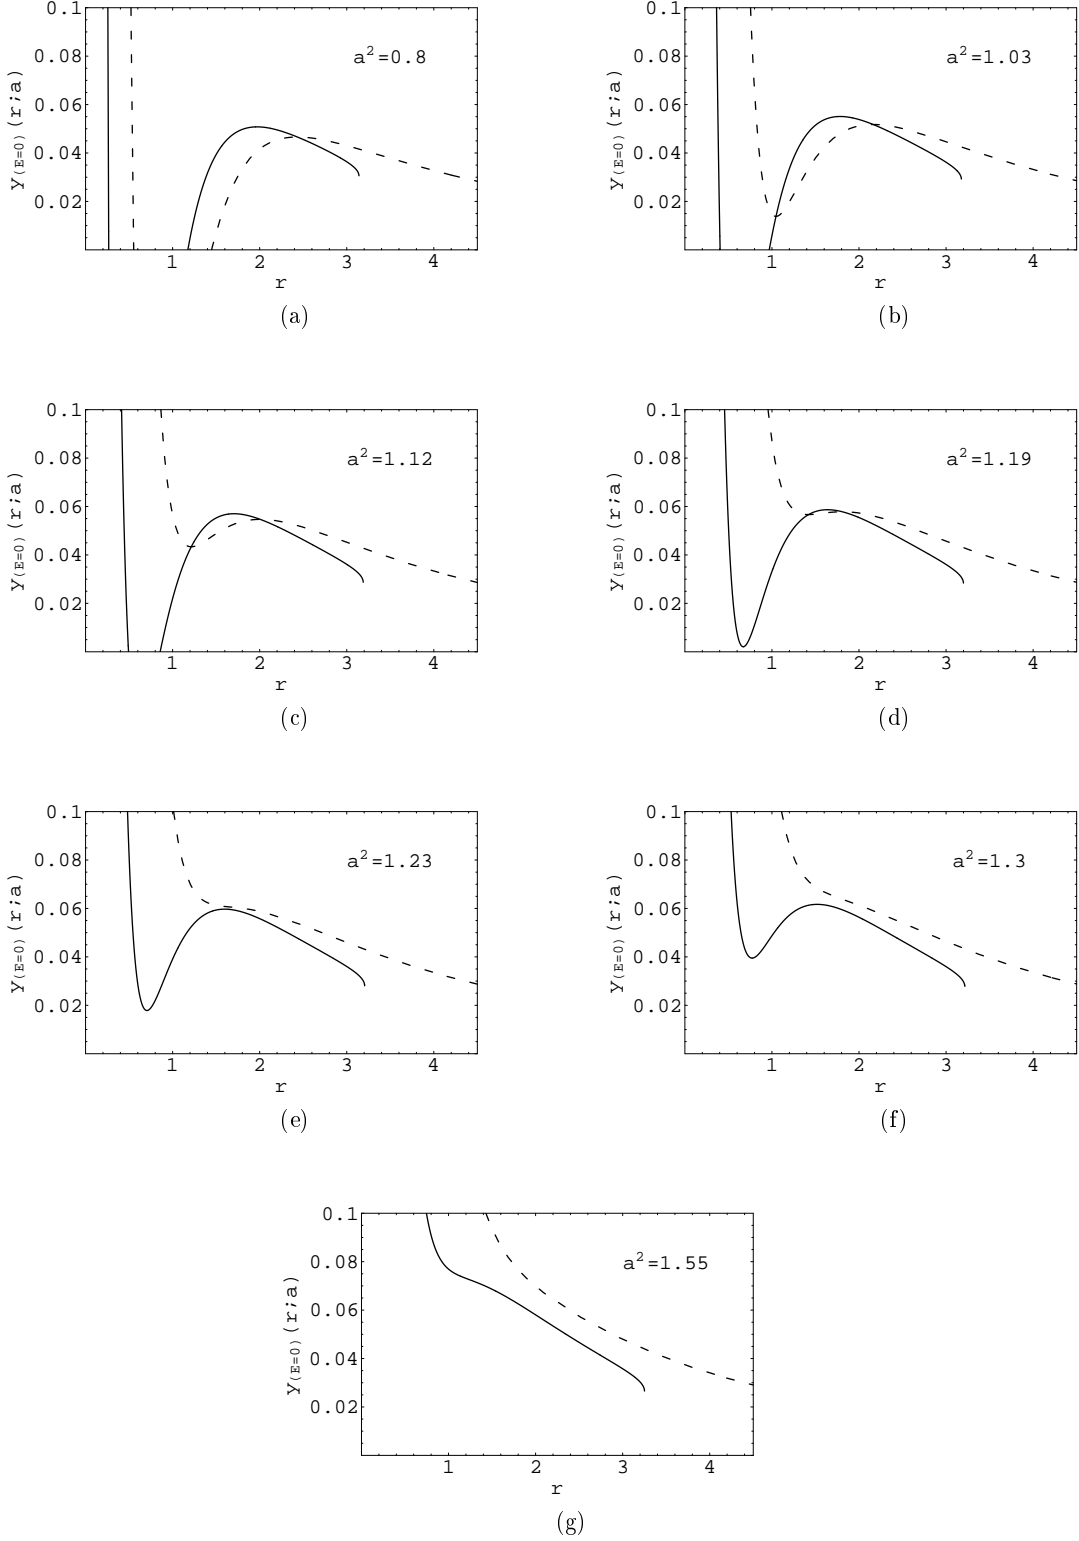 0.1
0.08
0.06
0.04
0.02
y(E=0)(r;a)
a²=0.8
1 2 3 4
r
(a)
0.1
0.08
0.06
0.04
0.02
y(E=0)(r;a)
a²=1.03
1 2 3 4
r
(b)
0.1
0.08
0.06
0.04
0.02
y(E=0)(r;a)
a²=1.12
1 2 3 4
r
(c)
0.1
0.08
0.06
0.04
0.02
y(E=0)(r;a)
a²=1.19
1 2 3 4
r
(d)
0.1
0.08
0.06
0.04
0.02
y(E=0)(r;a)
a²=1.23
1 2 3 4
r
(e)
0.1
0.08
0.06
0.04
0.02
y(E=0)(r;a)
a²=1.3
1 2 3 4
r
(f)
0.1
0.08
0.06
0.04
0.02
y(E=0)(r;a)
a²=1.55
1 2 3 4
r
(g)